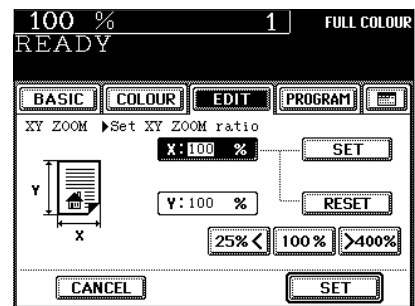 100 % 1 FULL COLOUR
READY
BASIC COLOUR EDIT PROGRAM
XY ZOOM ▶Set XY ZOOM ratio
X:100 % SET
Y
Y:100 % RESET
X
25%< 100% >400%
CANCEL SET